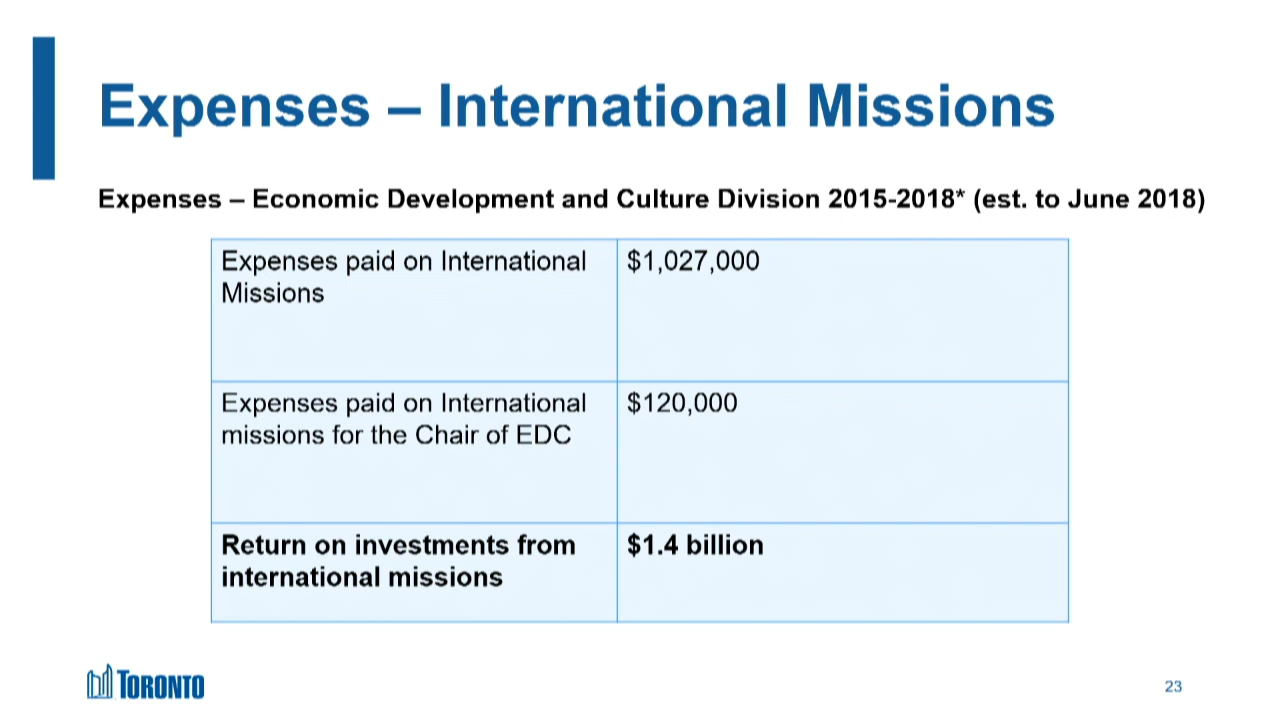 Expenses – International Missions
Expenses – Economic Development and Culture Division 2015-2018* (est. to June 2018)
Expenses paid on International
Missions
$1,027,000
Expenses paid on International
missions for the Chair of EDC
$120,000
Return on investments from
international missions
$1.4 billion
TORONTO
23